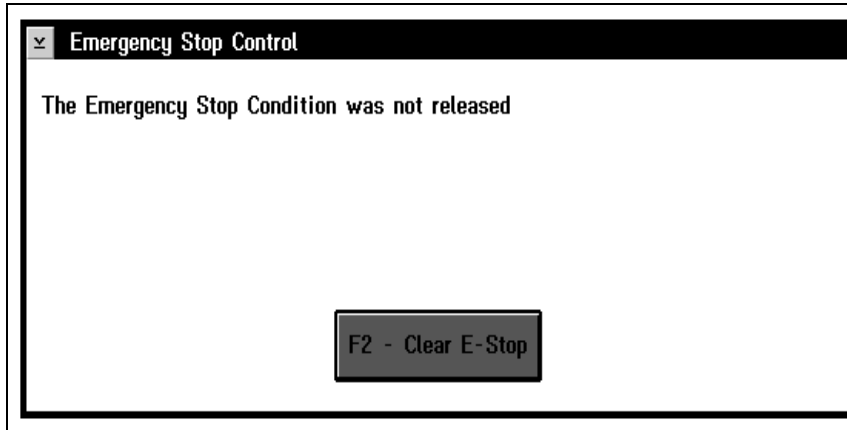 Emergency Stop Control
The Emergency Stop Condition was not released
F2 - Clear E-Stop